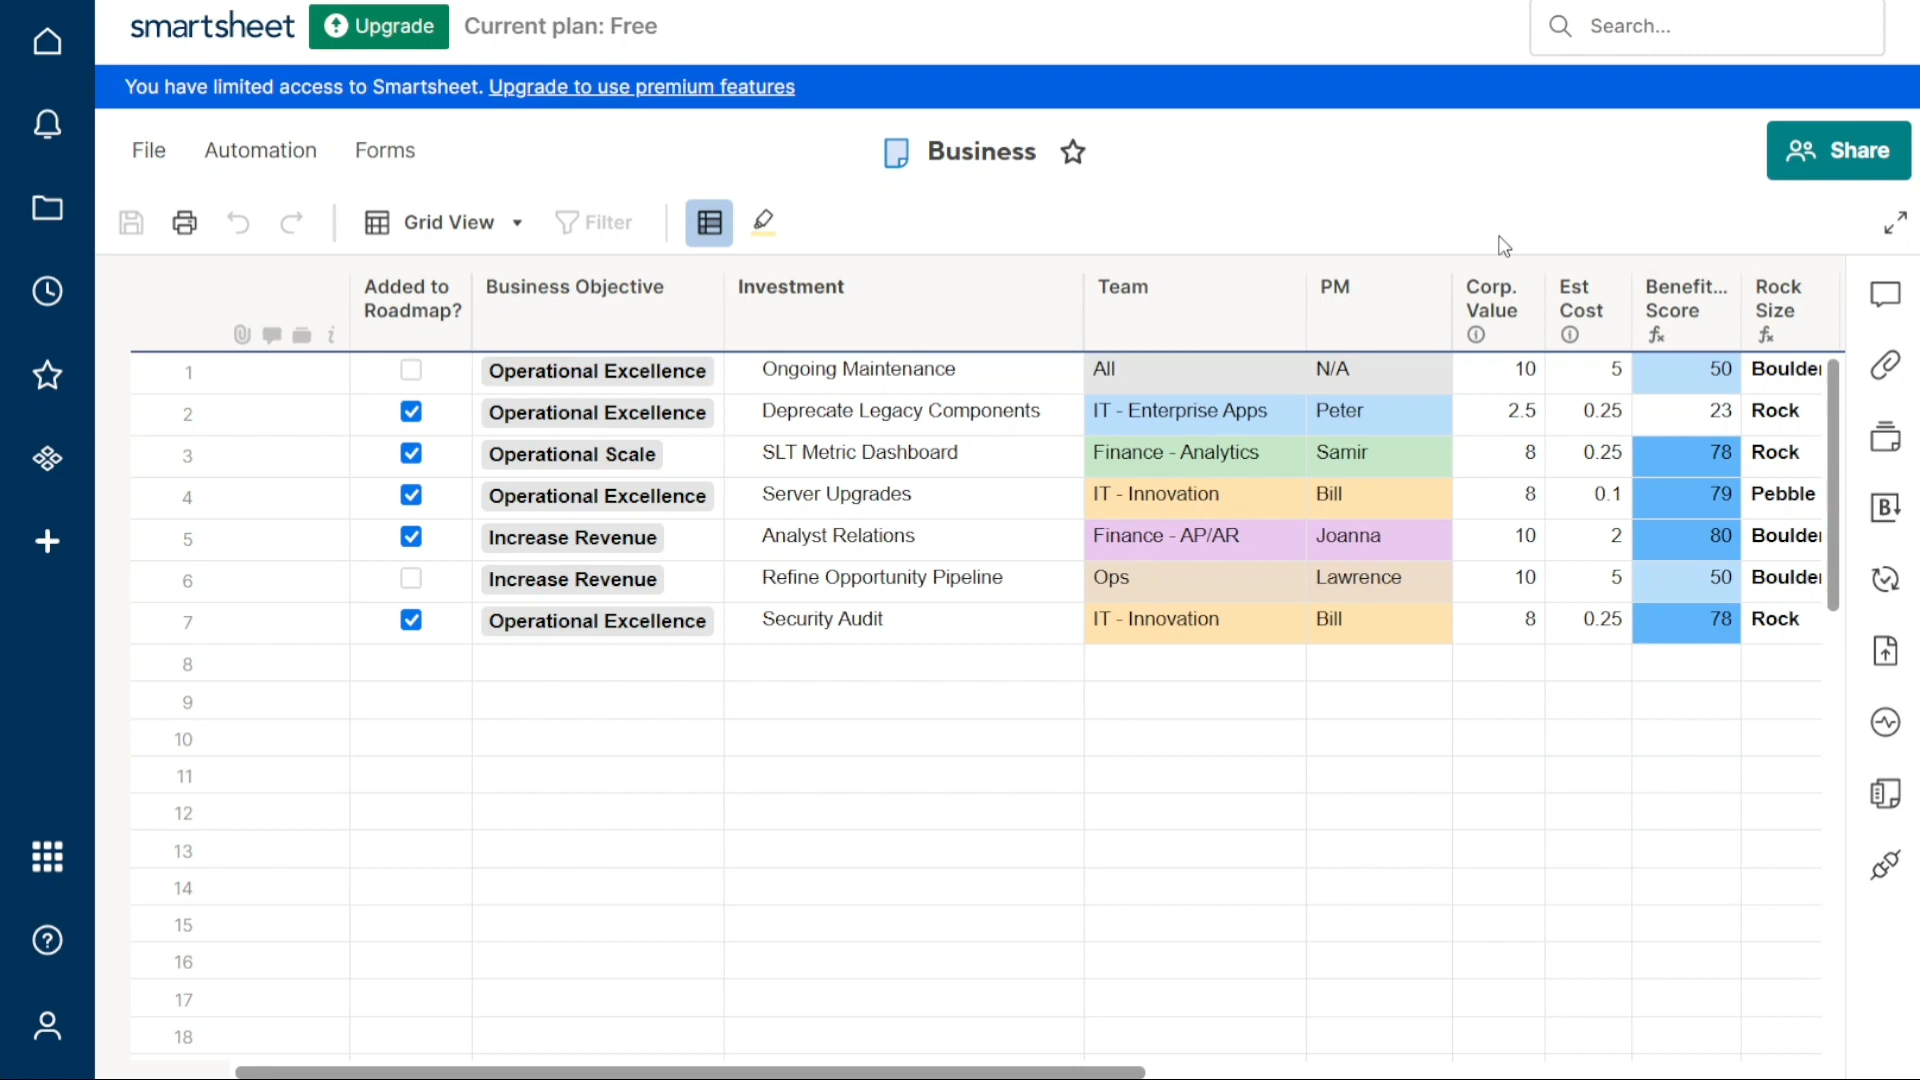 smartsheet Upgrade Current plan: Free Search...
You have limited access to Smartsheet. Upgrade to use premium features
File Automation Forms Business Share
Grid View Filter
Added to Roadmap? Business Objective Investment Team PM Corp. Value Est Cost Benefit... Score Rock Size
1 Operational Excellence Ongoing Maintenance All N/A 10 5 50 Boulder
2 Operational Excellence Deprecate Legacy Components IT - Enterprise Apps Peter 2.5 0.25 23 Rock
3 Operational Scale SLT Metric Dashboard Finance - Analytics Samir 8 0.25 78 Rock
4 Operational Excellence Server Upgrades IT - Innovation Bill 8 0.1 79 Pebble
5 Increase Revenue Analyst Relations Finance - AP/AR Joanna 10 2 80 Boulder
6 Increase Revenue Refine Opportunity Pipeline Ops Lawrence 10 5 50 Boulder
7 Operational Excellence Security Audit IT - Innovation Bill 8 0.25 78 Rock
8
9
10
11
12
13
14
15
16
17
18